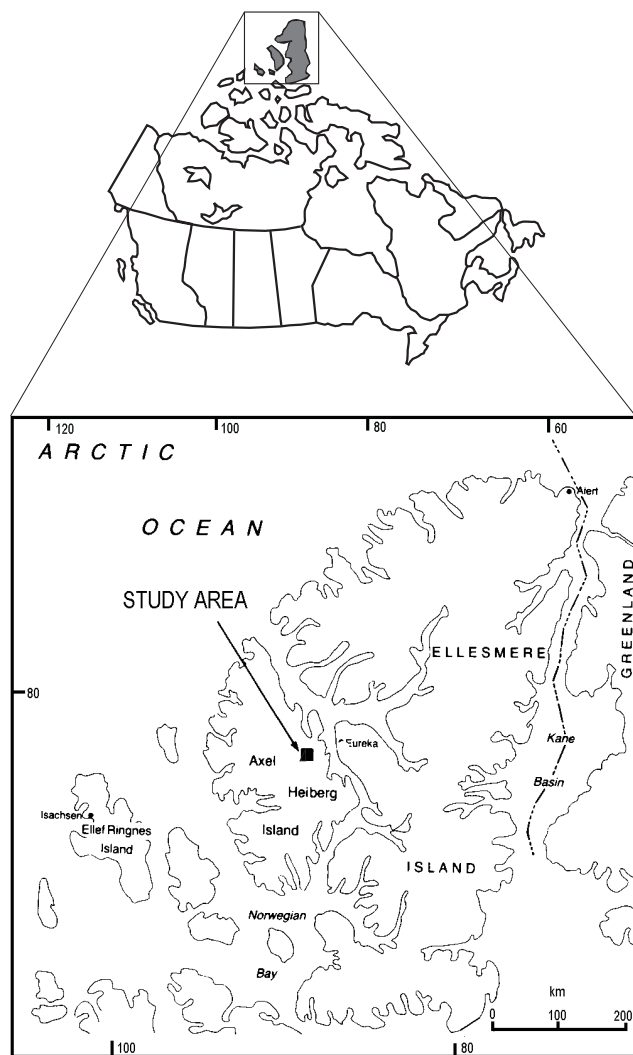 120 100 80 60
ARCTIC
Alert
OCEAN
STUDY AREA
GREENLAND
ELLESMERE
80
Eureka
Kane
Axel
Basin
Heiberg
Isachsen
Ellef Ringnes
Island
Island
ISLAND
Norwegian
Bay
km
0 100 200
100 80